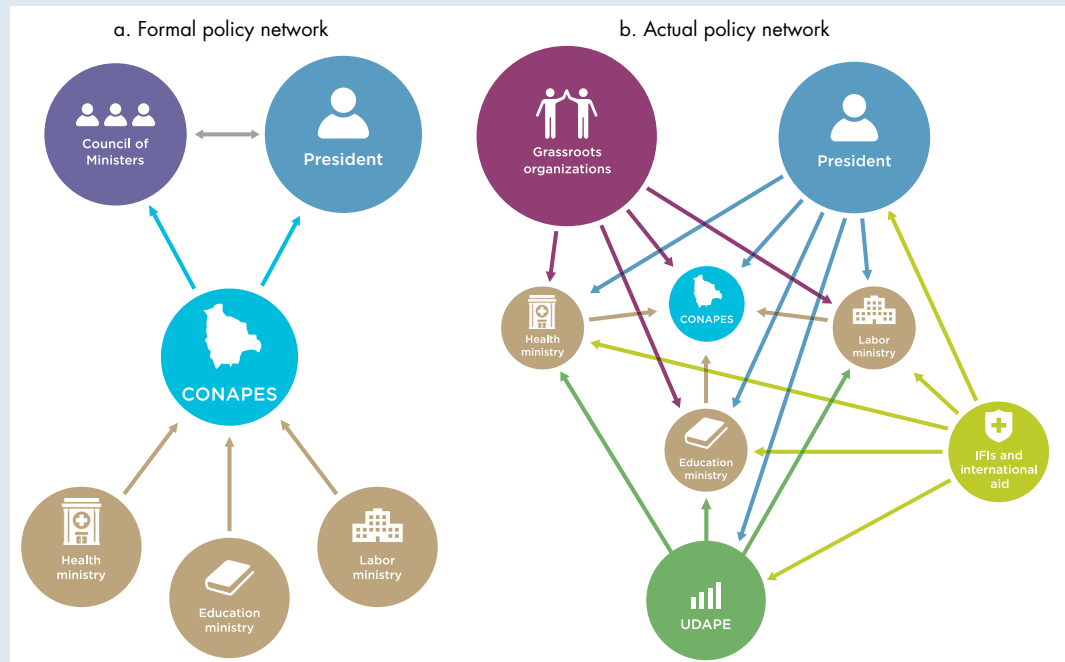 a. Formal policy network
Council of
Ministers
President
CONAPES
Health
ministry
Education
ministry
Labor
ministry
b. Actual policy network
Grassroots
organizations
President
Health
ministry
CONAPES
Labor
ministry
Education
ministry
IFIs and
international
aid
UDAPE